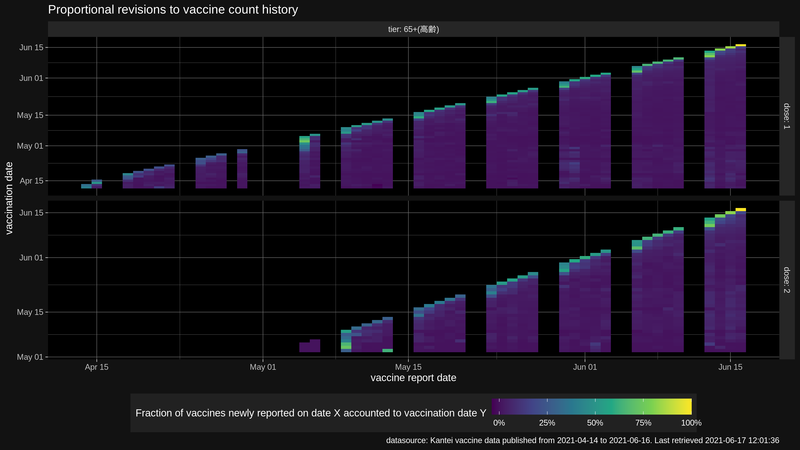 Proportional revisions to vaccine count history
tier: 65+(高齢)
Jun 15
Jun 01
May 15
May 01
Apr 15
dose: 1
vaccination date
Jun 15
Jun 01
May 15
May 01
dose: 2
Apr 15 May 01 May 15 Jun 01 Jun 15
vaccine report date
Fraction of vaccines newly reported on date X accounted to vaccination date Y
0% 25% 50% 75% 100%
datasource: Kantei vaccine data published from 2021-04-14 to 2021-06-16. Last retrieved 2021-06-17 12:01:36